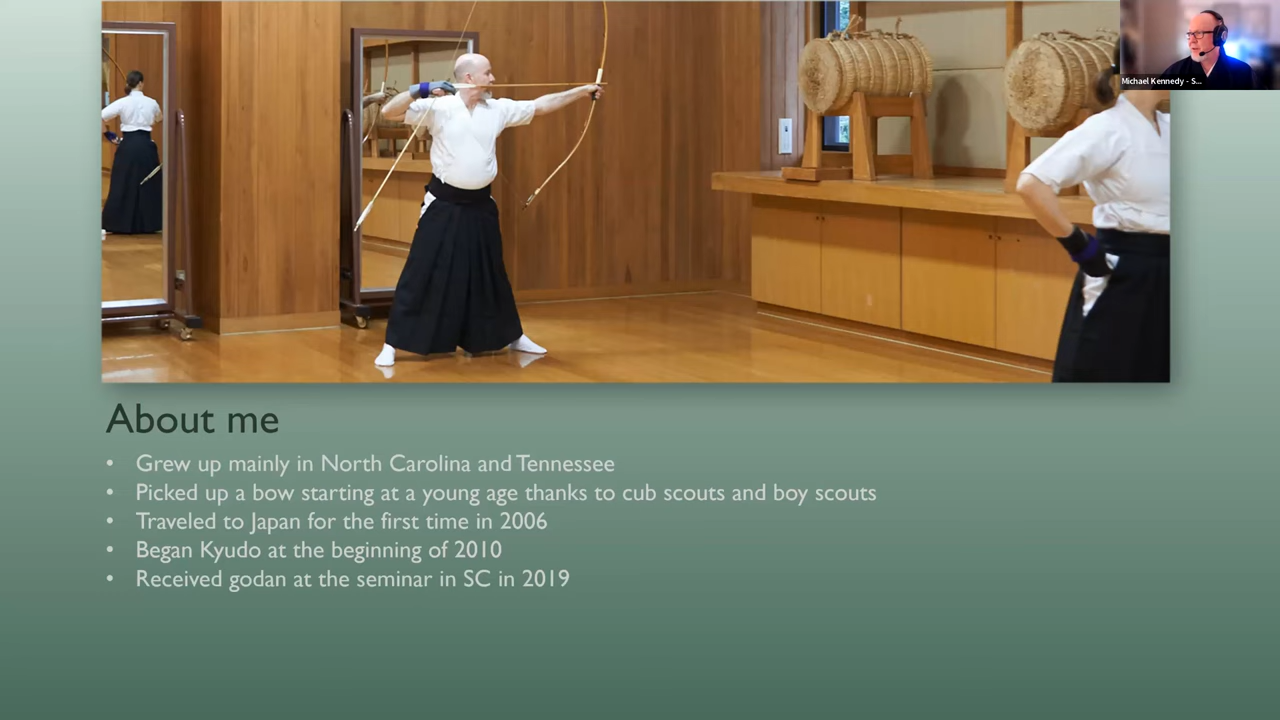 Michael Kennedy - S...
About me
• Grew up mainly in North Carolina and Tennessee
• Picked up a bow starting at a young age thanks to cub scouts and boy scouts
• Traveled to Japan for the first time in 2006
• Began Kyudo at the beginning of 2010
• Received godan at the seminar in SC in 2019